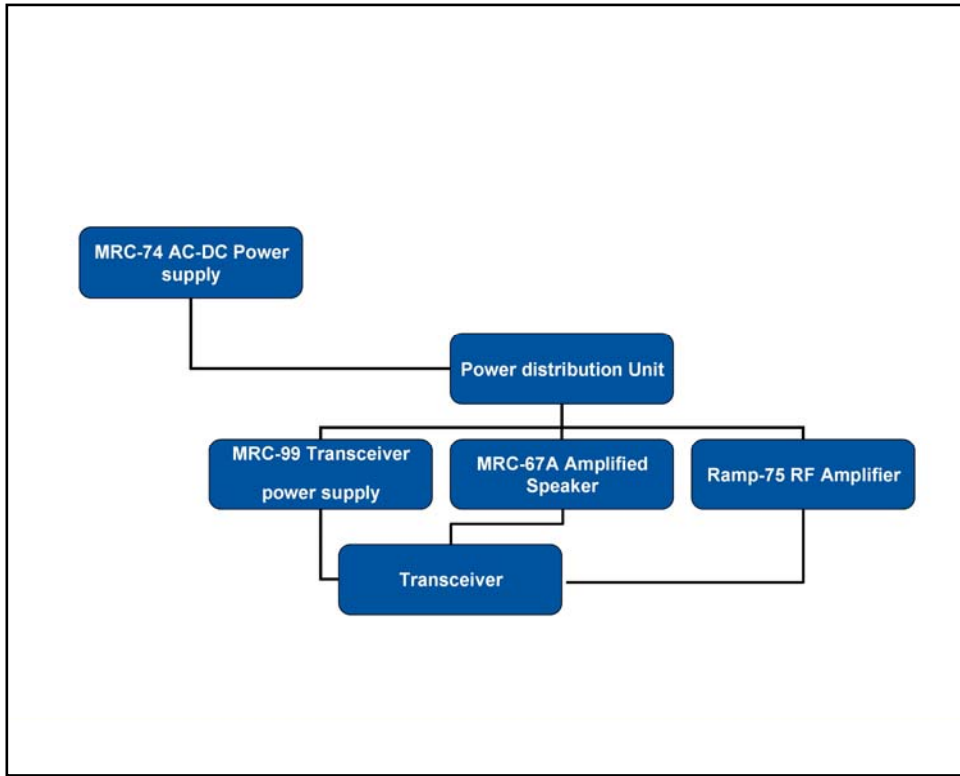 MRC-74 AC-DC Power
supply
Power distribution Unit
MRC-99 Transceiver
power supply
MRC-67A Amplified
Speaker
Ramp-75 RF Amplifier
Transceiver